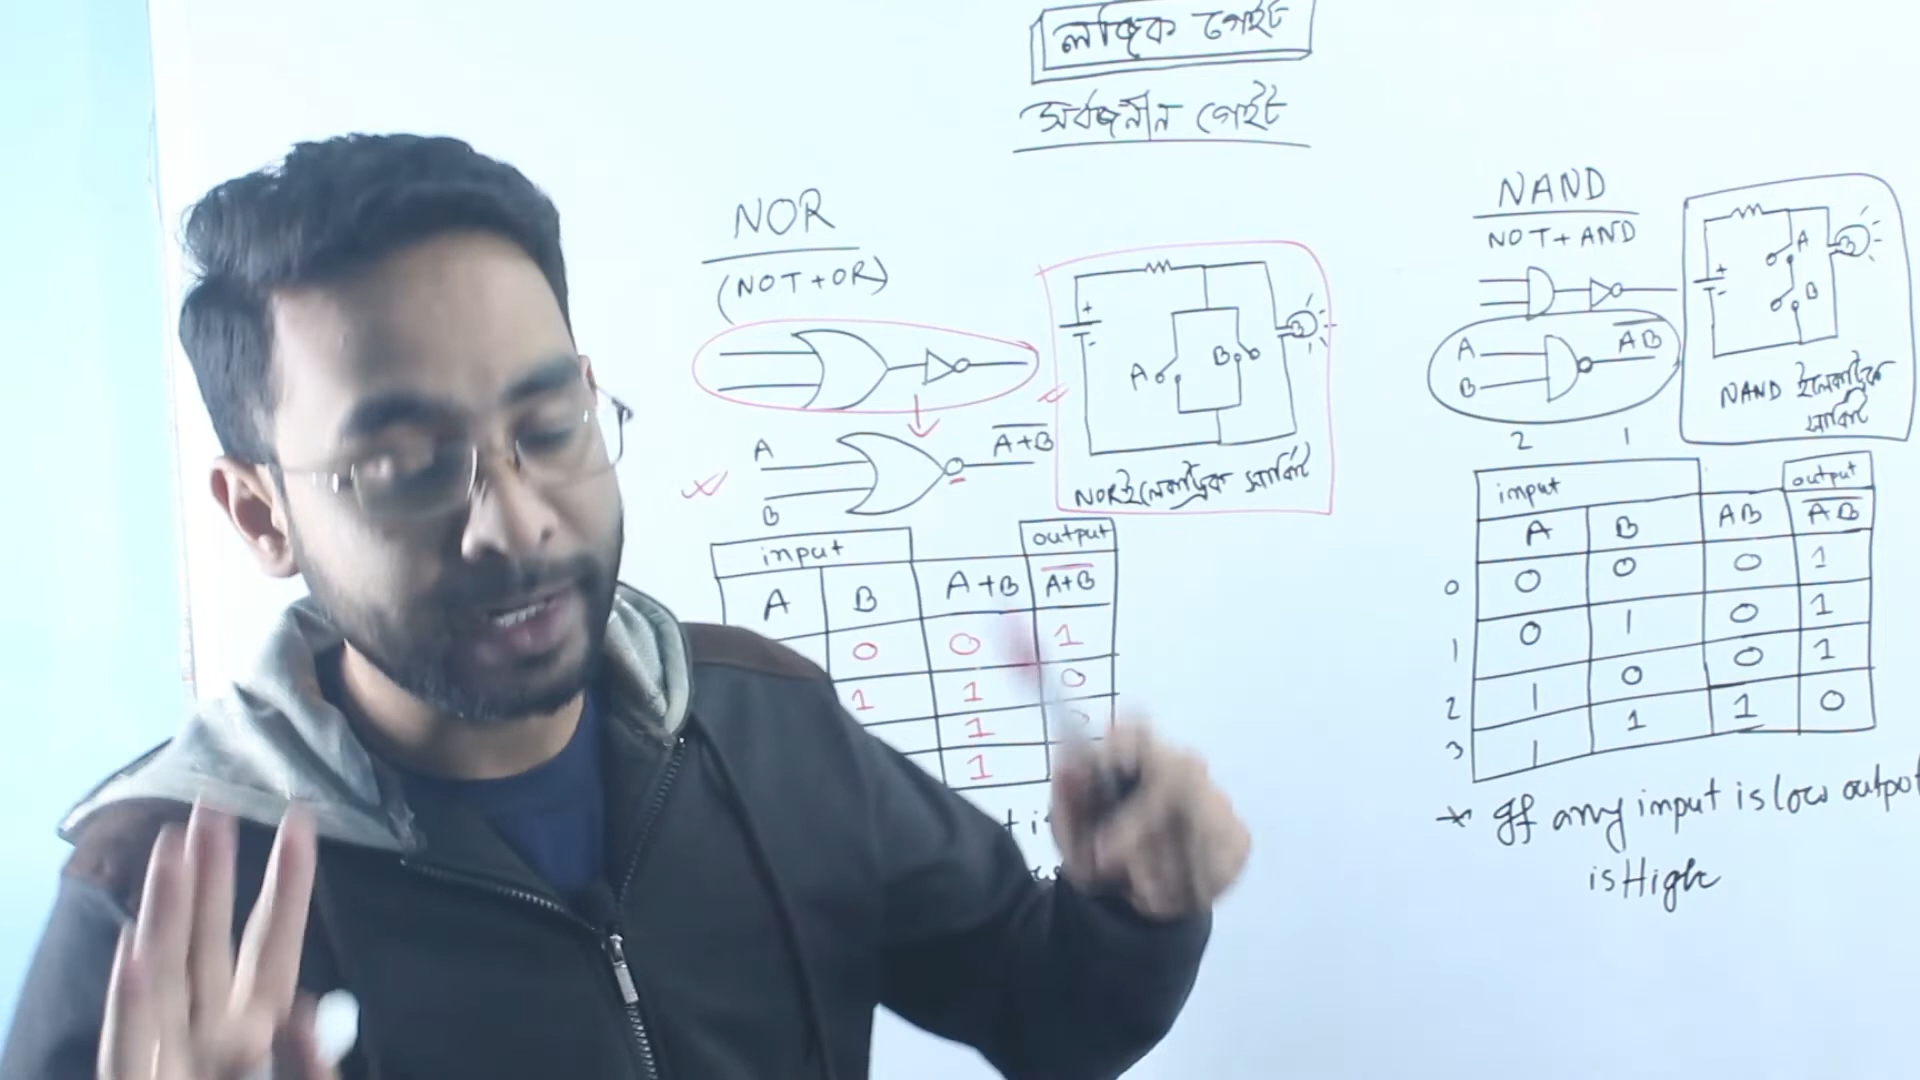 লজিক গেইট
সর্বজনীন গেইট
NOR
(NOT+OR)
A
B
A+B
A
B
B
NOR ইলেকট্রিক সার্কিট
input
output
A B A+B A+B
0 0 1
1 1 0
1
1
NAND
NOT+AND
A
B
AB
A
B
B
NAND ইলেকট্রিক
সার্কিট
2 1
input
output
A B AB AB
0 0 0 0 1
1 0 1 0 1
2 1 0 0 1
3 1 1 1 0
* If any input is low output
is High